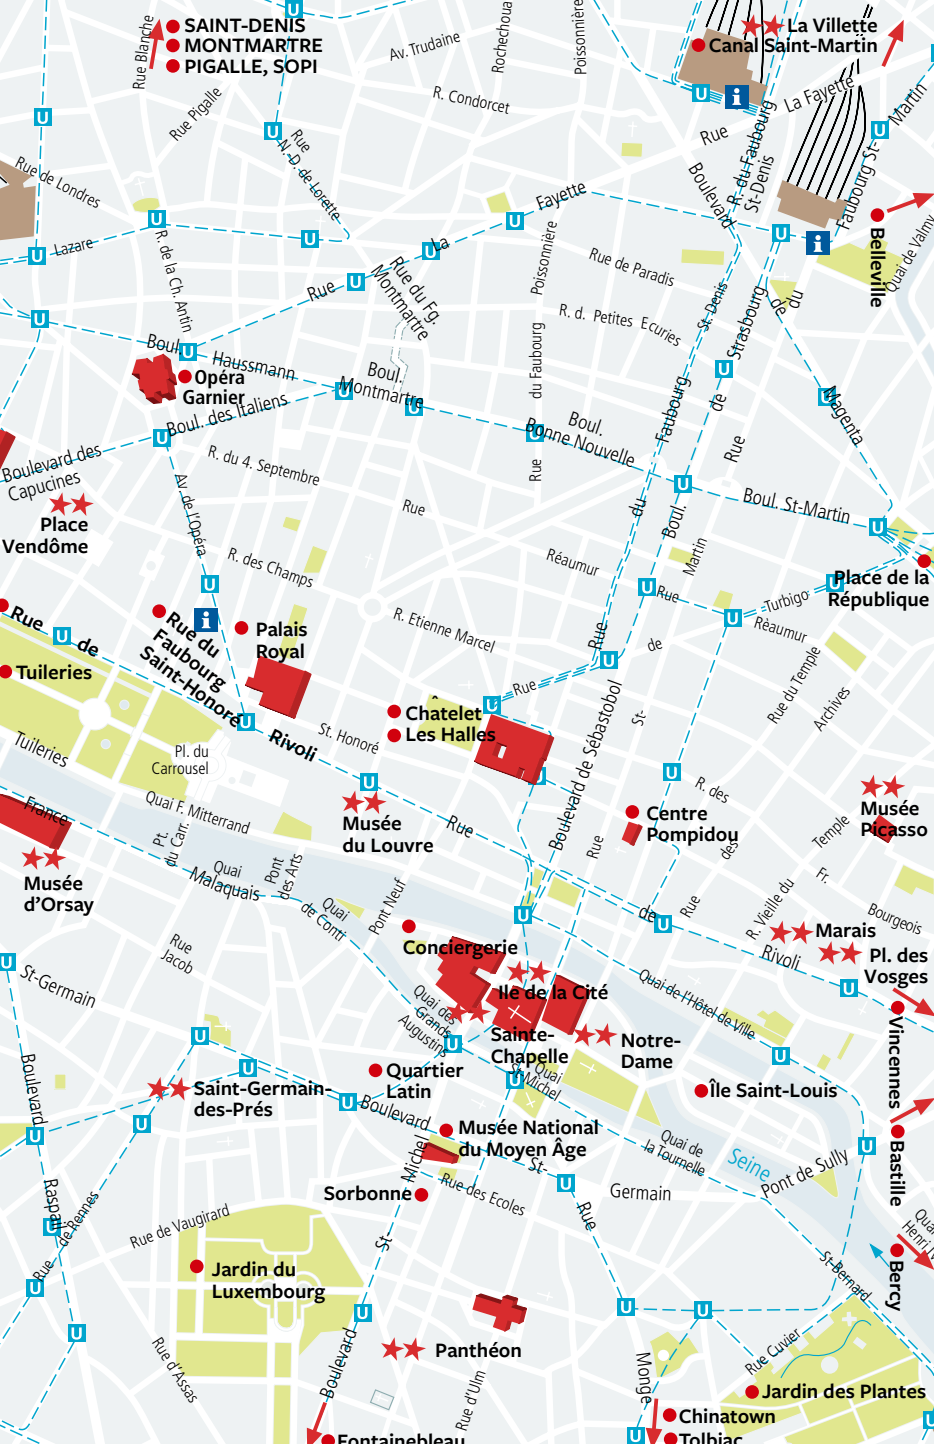 SAINT-DENIS
MONTMARTRE
PIGALLE, SOPI
Rue Blanche
Rue Pigalle
Av. Trudaine
Rochechoua
Poissonnière
R. Condorcet
La Villette
Canal Saint-Martin
La Fayette
Rue
Martin
Faubourg St-
R. du Faubourg
St-Denis
Boulevard
Rue
N. D. de Lorette
Rue de Londres
Lazare
R. de la Ch. Antin
Fayette
La
Rue
Rue du Fg.
Montmartre
Poissonnière
Rue de Paradis
R. d. Petites Ecuries
St. Denis
Strasbourg
de
du
Belleville
Quai de Valmy
Boul.
Haussmann
Opéra
Garnier
Boul.
Montmartre
Boul. des Italiens
du Faubourg
Rue
Boul.
Bonne Nouvelle
Faubourg
du
de
Rue
Magenta
Boulevard des
Capucines
R. du 4. Septembre
Place
Vendôme
Av. de l'Opéra
Rue
Réaumur
Boul.
Boul. St-Martin
Martin
R. des Champs
Place de la
République
Turbigo
Rue
Rèaumur
Rue de
Rue du
Faubourg
Saint-Honoré
Palais
Royal
R. Etienne Marcel
Rue
de
Rue du Temple
Archives
Tuileries
Chatelet
Les Halles
Rue
St-
Boulevard de Sébastobol
Tuileries
Pl. du
Carrousel
Rivoli
St. Honoré
Quai F. Mitterrand
France
Pt.
du Carr.
Musée
du Louvre
Rue
Centre
Pompidou
Rue
R. des
des
Temple
Musée
Picasso
Musée
d'Orsay
Quai
Malaquais
Pont
des Arts
Quai
de Conti
Pont Neuf
de
Rue
R. Vieille du
Fr.
Bourgeois
Marais
Pl. des
Vosges
Rivoli
Rue
Jacob
Conciergerie
Ile de la Cité
St-Germain
Quai des
Grands
Augustins
Sainte-
Chapelle
Notre-
Dame
Quai de l'Hôtel de Ville
Vincennes
Boulevard
Saint-Germain-
des-Prés
Quartier
Latin
Quai
St-Michel
Île Saint-Louis
Boulevard
Musée National
du Moyen Âge
Quai de
la Tournelle
Seine
Pont de Sully
Bastille
Raspail
Rue
de Rennes
Michel
St-
Germain
Sorbonne
Rue des Ecoles
Rue de Vaugirard
St
Rue
St-Bernard
Quai
Henri IV
Bercy
Jardin du
Luxembourg
Boulevard
Panthéon
Rue d'Assas
Rue d'Ulm
Monge
Rue Cuvier
Jardin des Plantes
Chinatown
Tolbiac
Fontainebleau